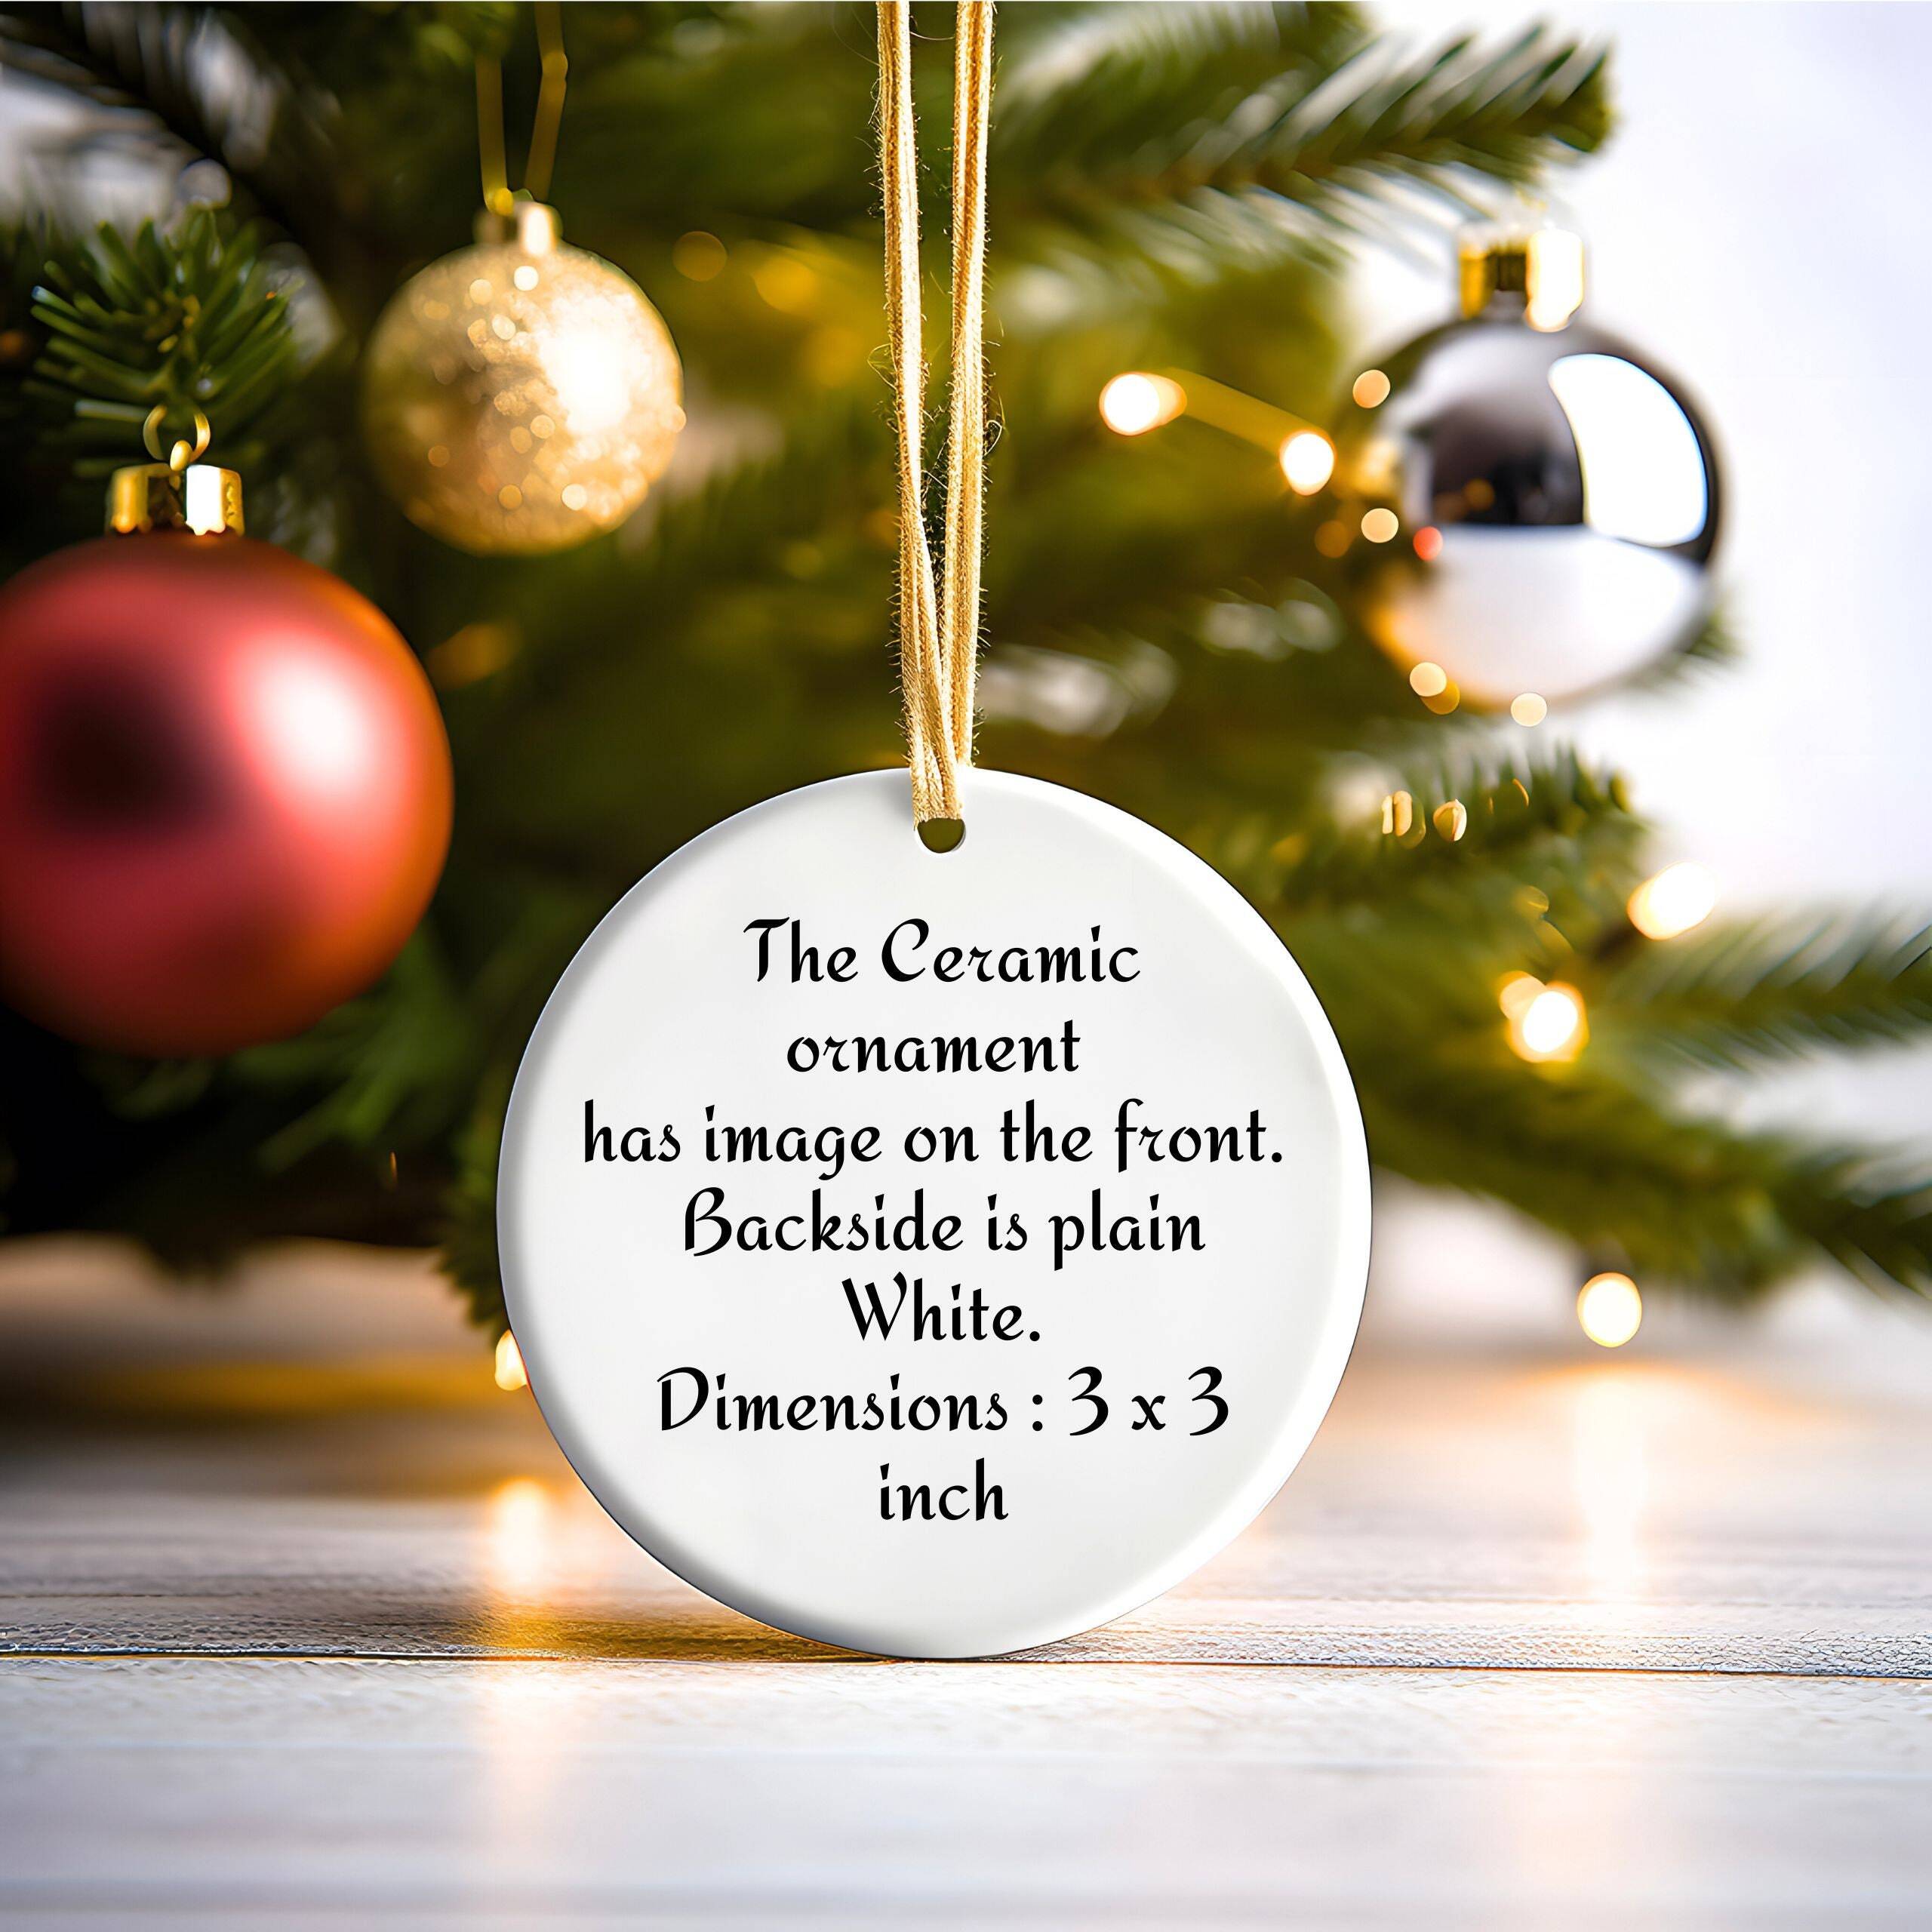 The Ceramic
ornament
has image on the front.
Backside is plain
White.
Dimensions : 3 x 3
inch